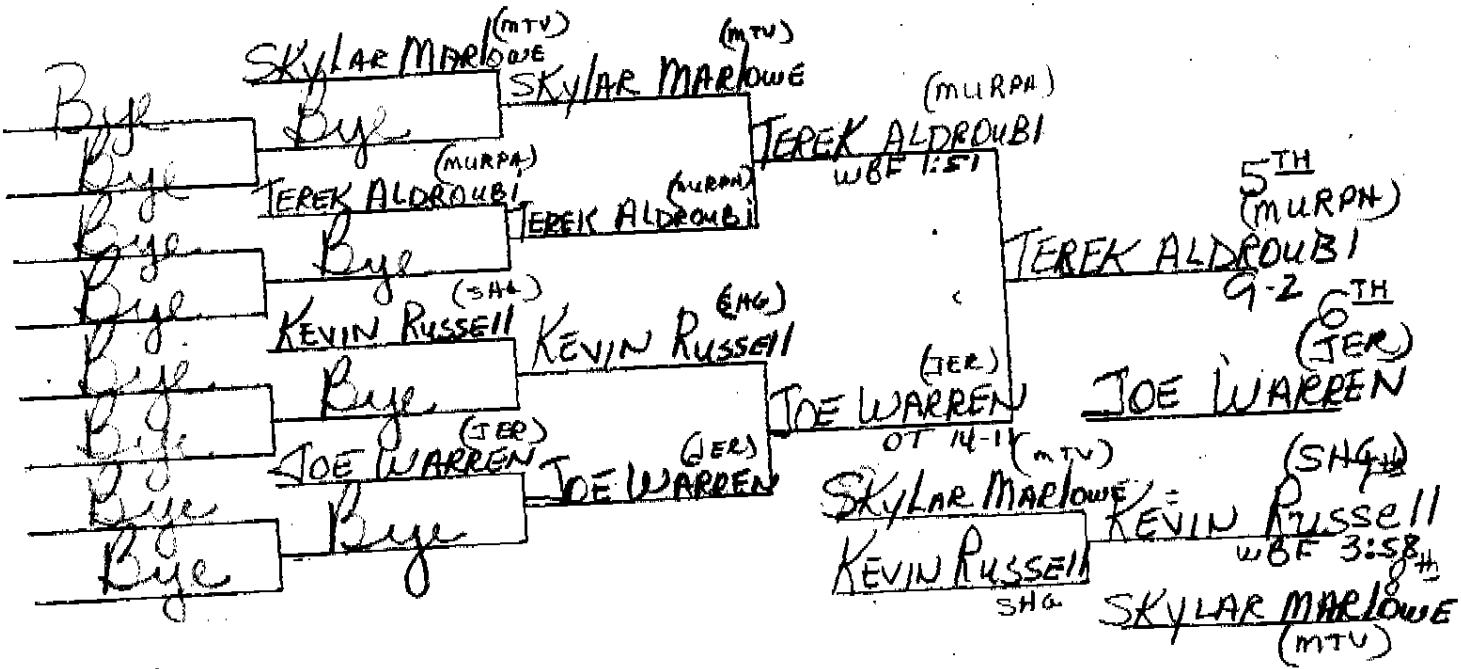 Bye
Bye
Bye
Bye
Bye
Bye
Bye
Bye
SKYLAR MARLOWE (MTV)
Bye
TEREK ALDROUBI (MURPH)
Bye
KEVIN RUSSELL (SHG)
Bye
JOE WARREN (JER)
Bye
SKYLAR MARLOWE (MTV)
TEREK ALDROUBI (MURPH)
KEVIN RUSSELL (SHG)
JOE WARREN (JER)
TEREK ALDROUBI (MURPH)
WBF 1:51
JOE WARREN (JER)
OT 14-11
5TH
(MURPH)
TEREK ALDROUBI
9-2
6TH
(JER)
JOE WARREN
SKYLAR MARLOWE (MTV)
KEVIN RUSSELL
SHG
(SHG)
KEVIN RUSSELL
WBF 3:58
8th
SKYLAR MARLOWE
(MTV)